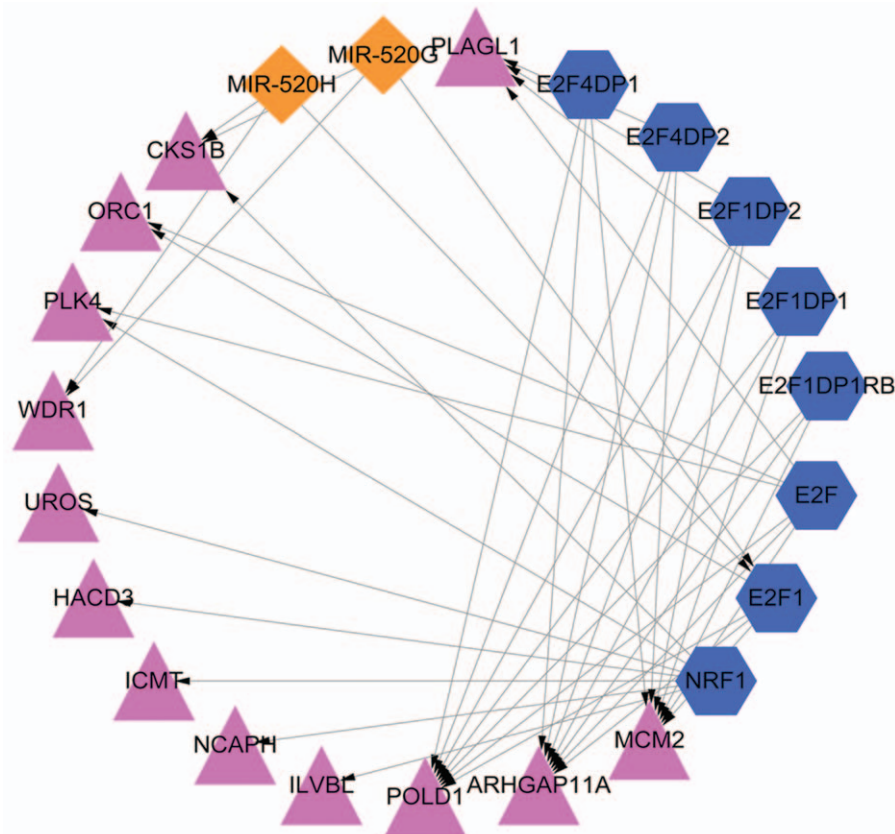 PLAGL1
MIR-520G
MIR-520H
E2F4DP1
E2F4DP2
CKS1B
ORC1
E2F1DP2
PLK4
E2F1DP1
E2F1DP1RB
WDR1
UROS
E2F
HACD3
E2F1
ICMT
NRF1
NCAPH
MCM2
ILVBL
ARHGAP11A
POLD1